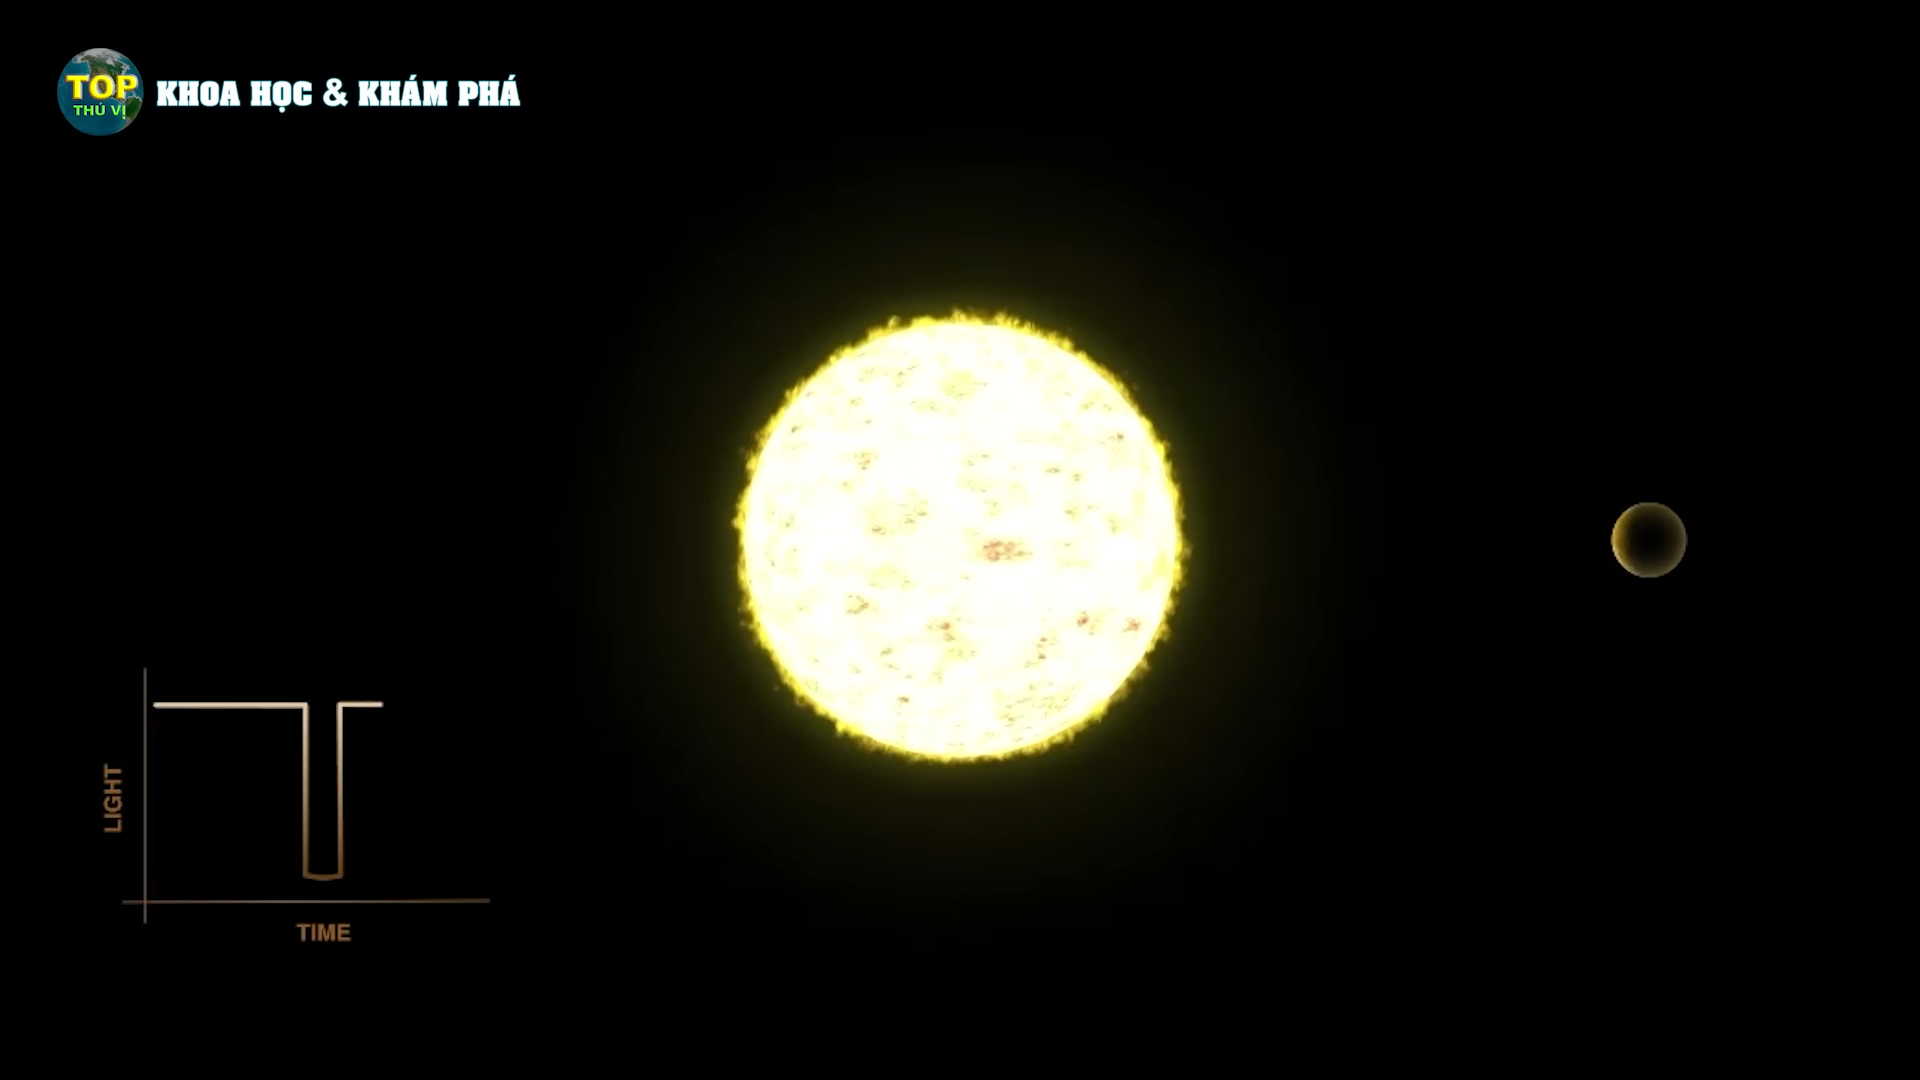 TOP
THÚ VỊ
KHOA HỌC & KHÁM PHÁ
LIGHT
TIME